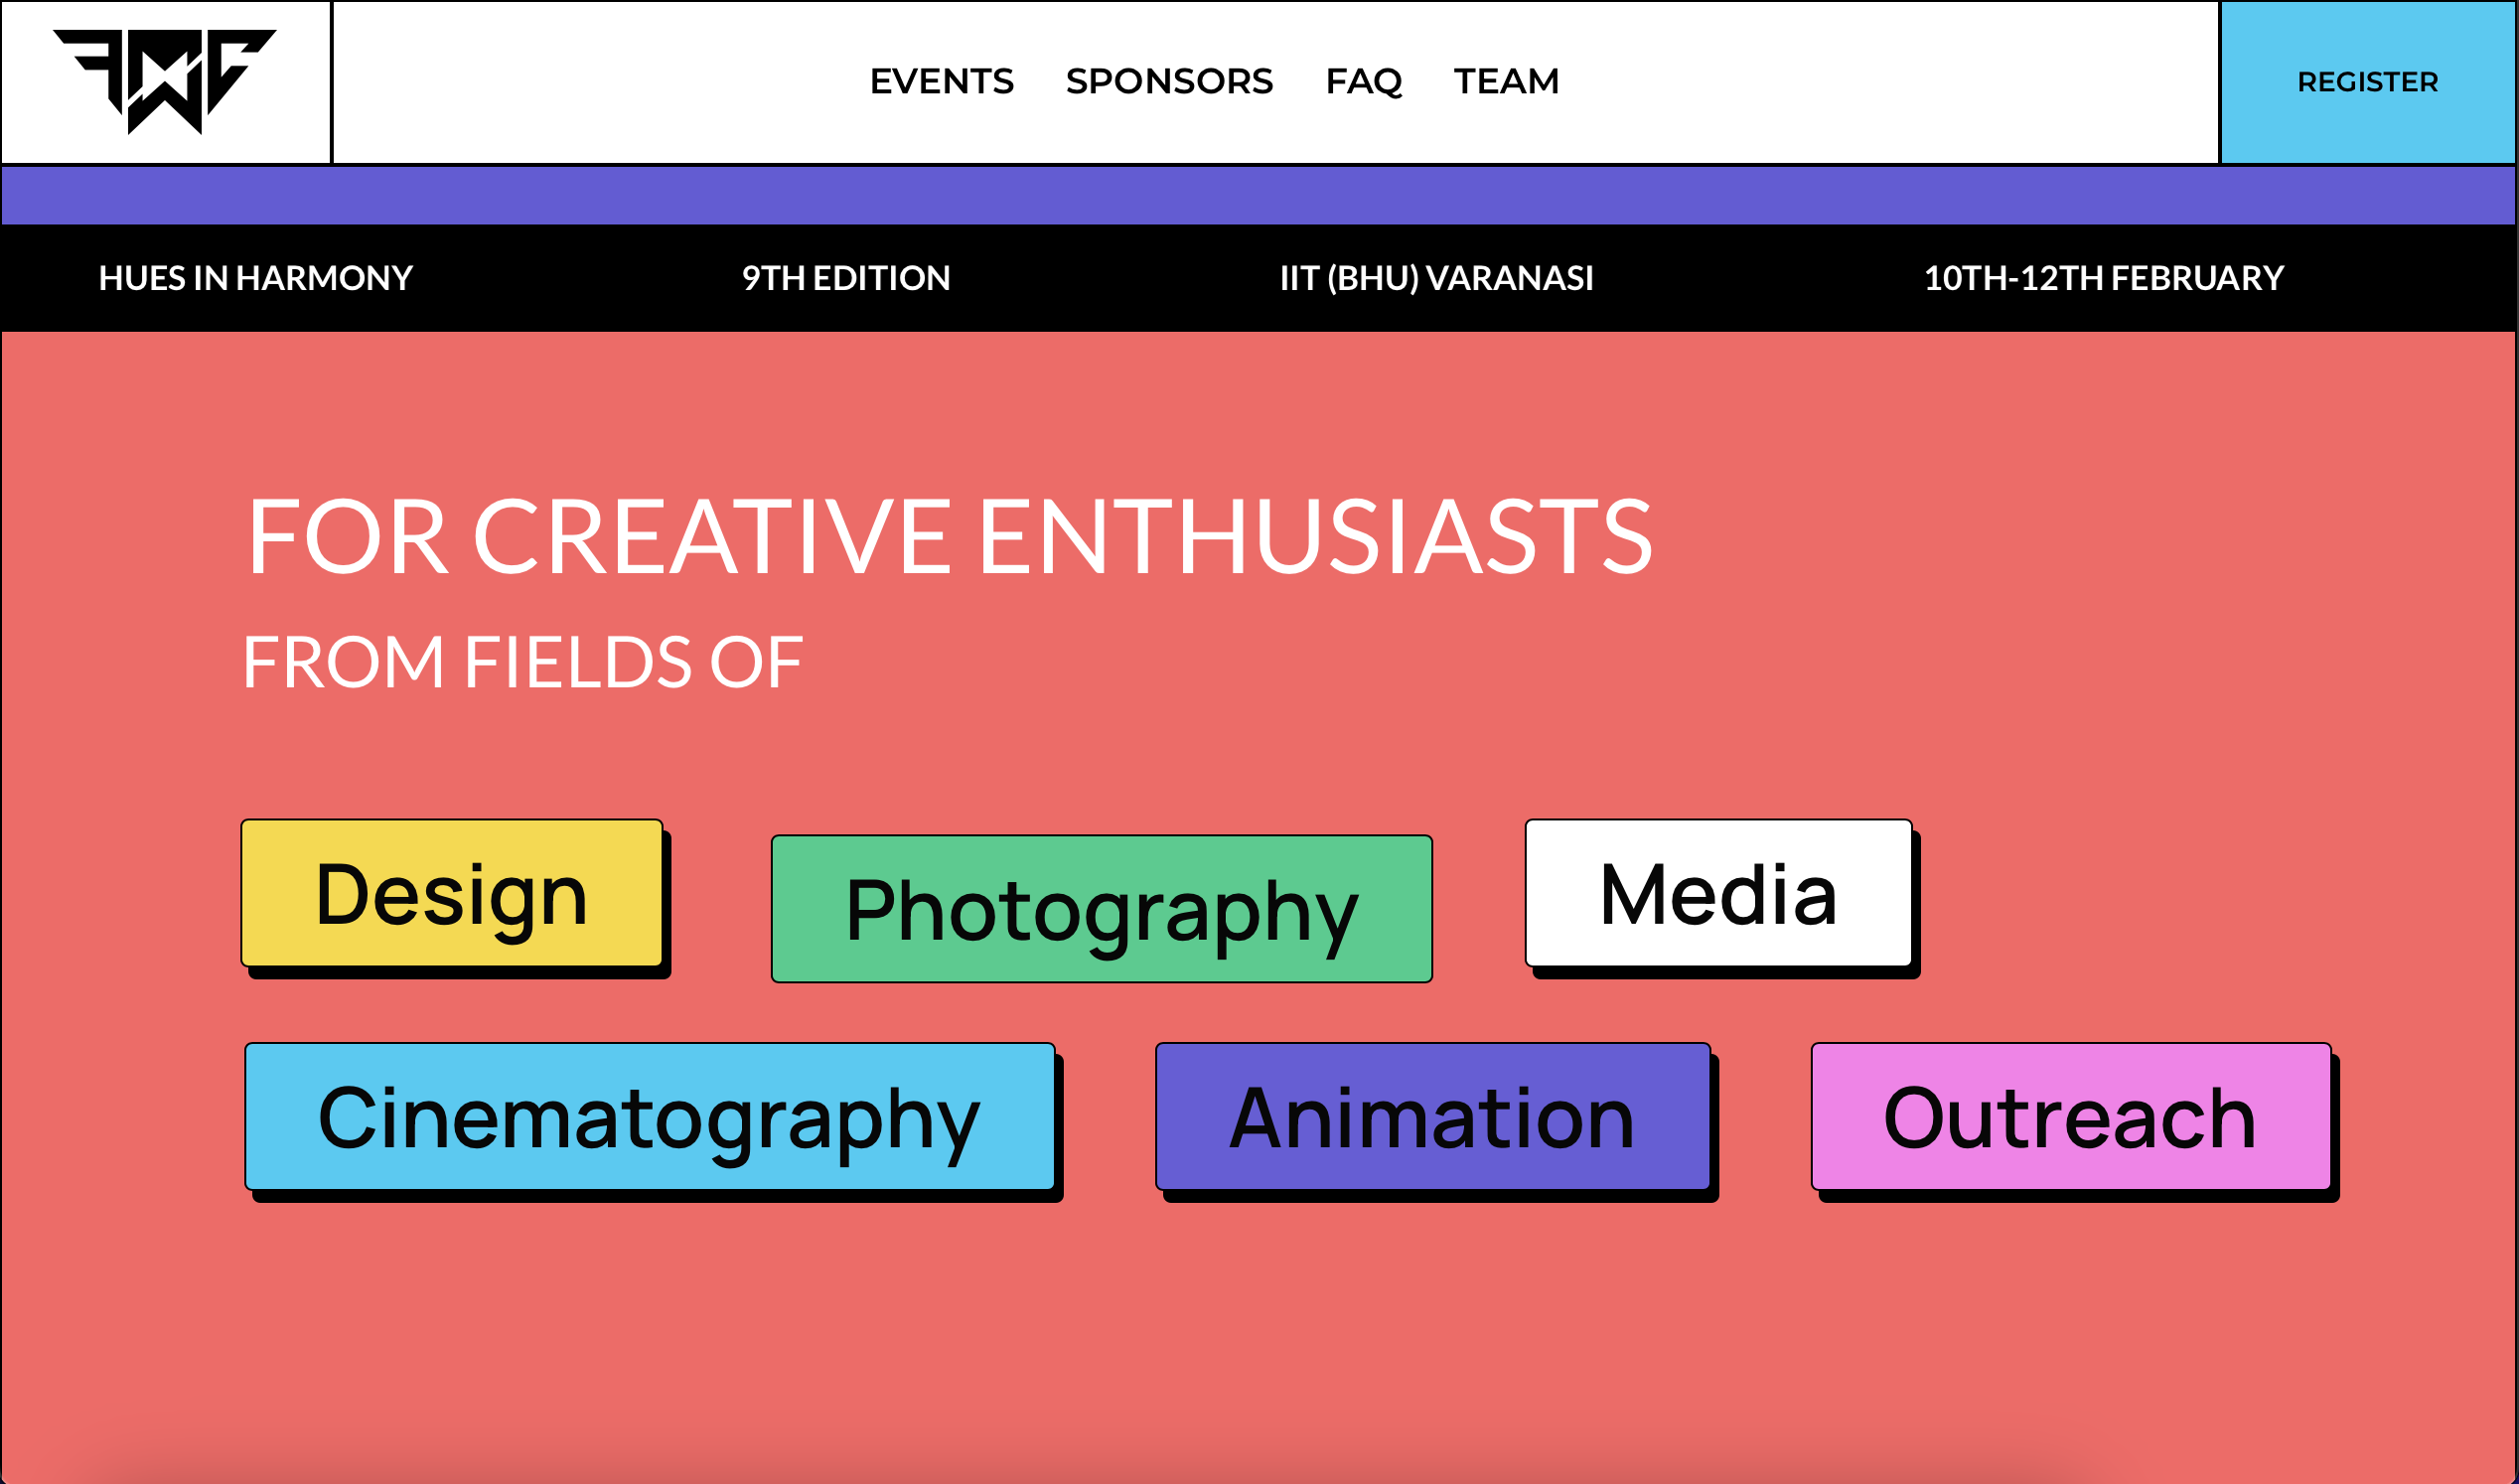 FMC
EVENTS SPONSORS FAQ TEAM
REGISTER
HUES IN HARMONY 9TH EDITION IIT (BHU) VARANASI 10TH-12TH FEBRUARY
FOR CREATIVE ENTHUSIASTS
FROM FIELDS OF
Design Photography Media
Cinematography Animation Outreach